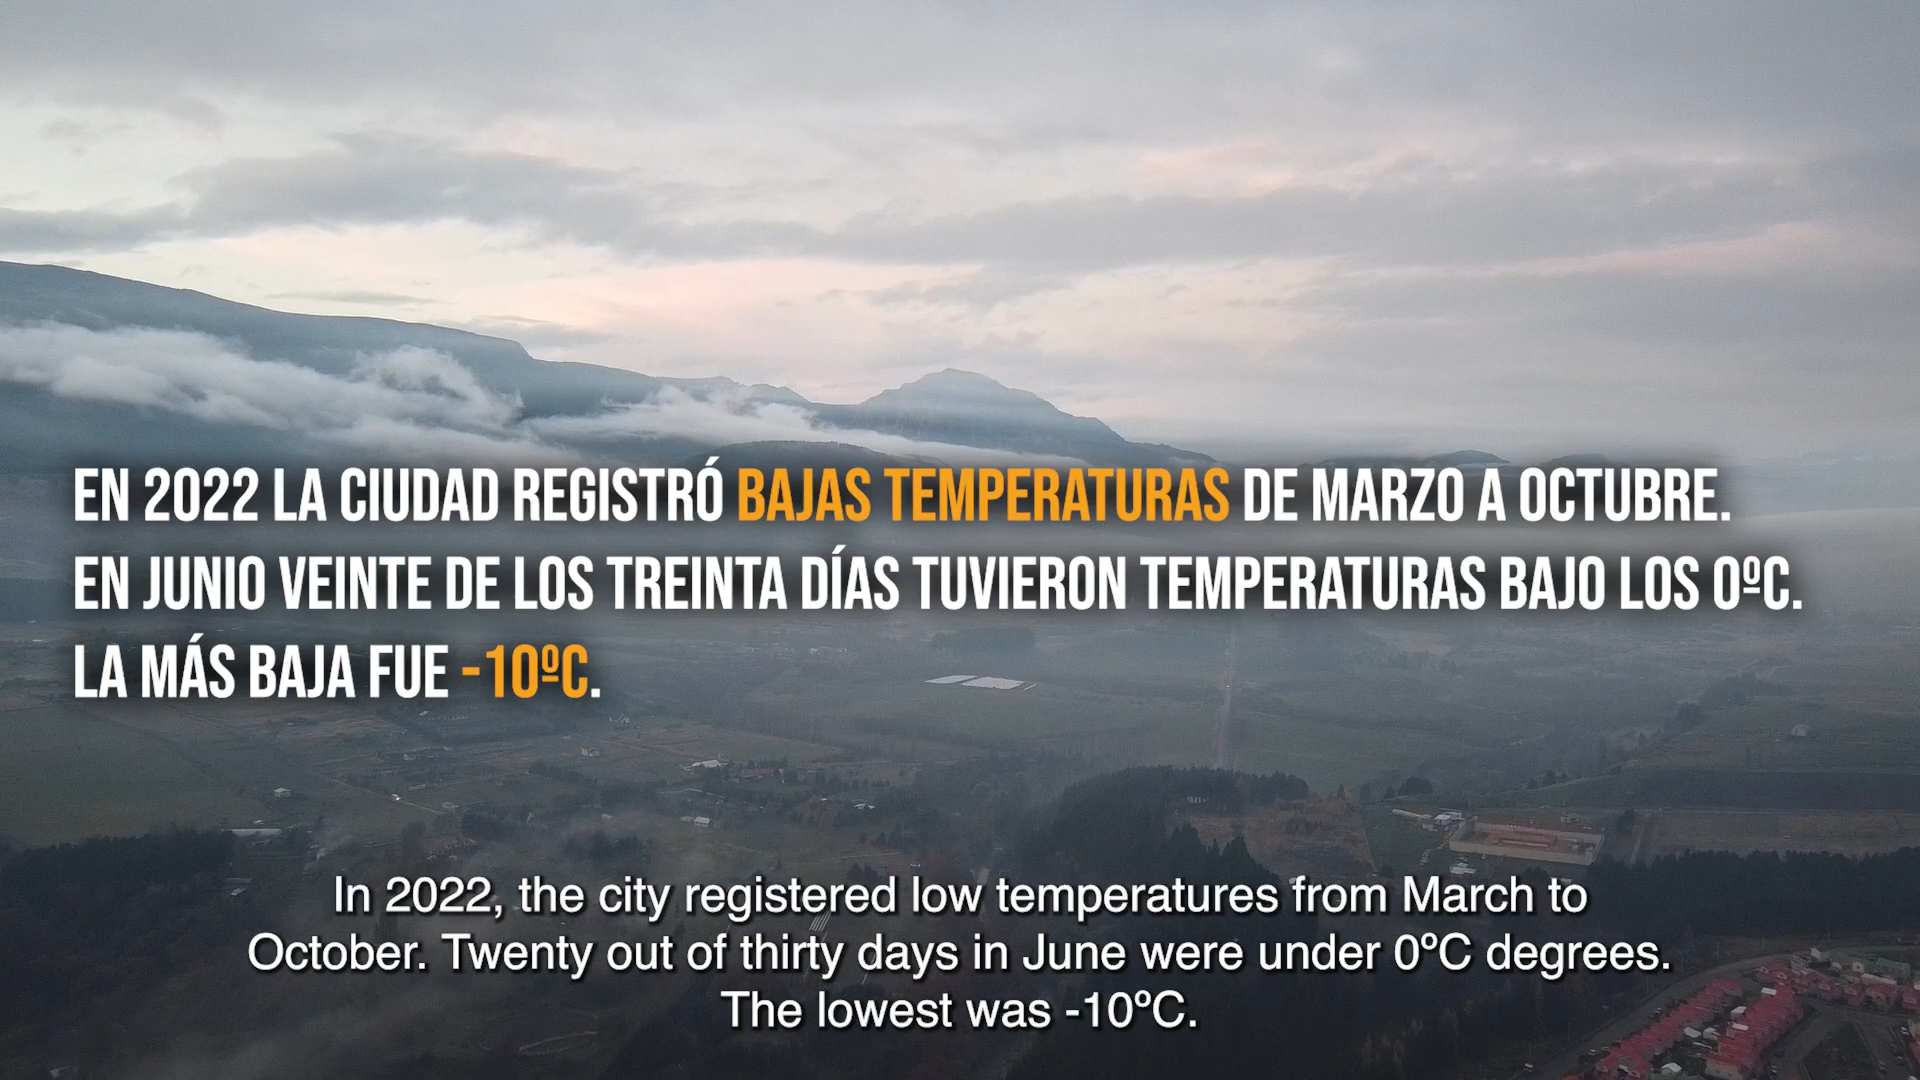 EN 2022 LA CIUDAD REGISTRÓ BAJAS TEMPERATURAS DE MARZO A OCTUBRE.
EN JUNIO VEINTE DE LOS TREINTA DÍAS TUVIERON TEMPERATURAS BAJO LOS 0ºC.
LA MÁS BAJA FUE -10ºC.
In 2022, the city registered low temperatures from March to
October. Twenty out of thirty days in June were under 0ºC degrees.
The lowest was -10ºC.